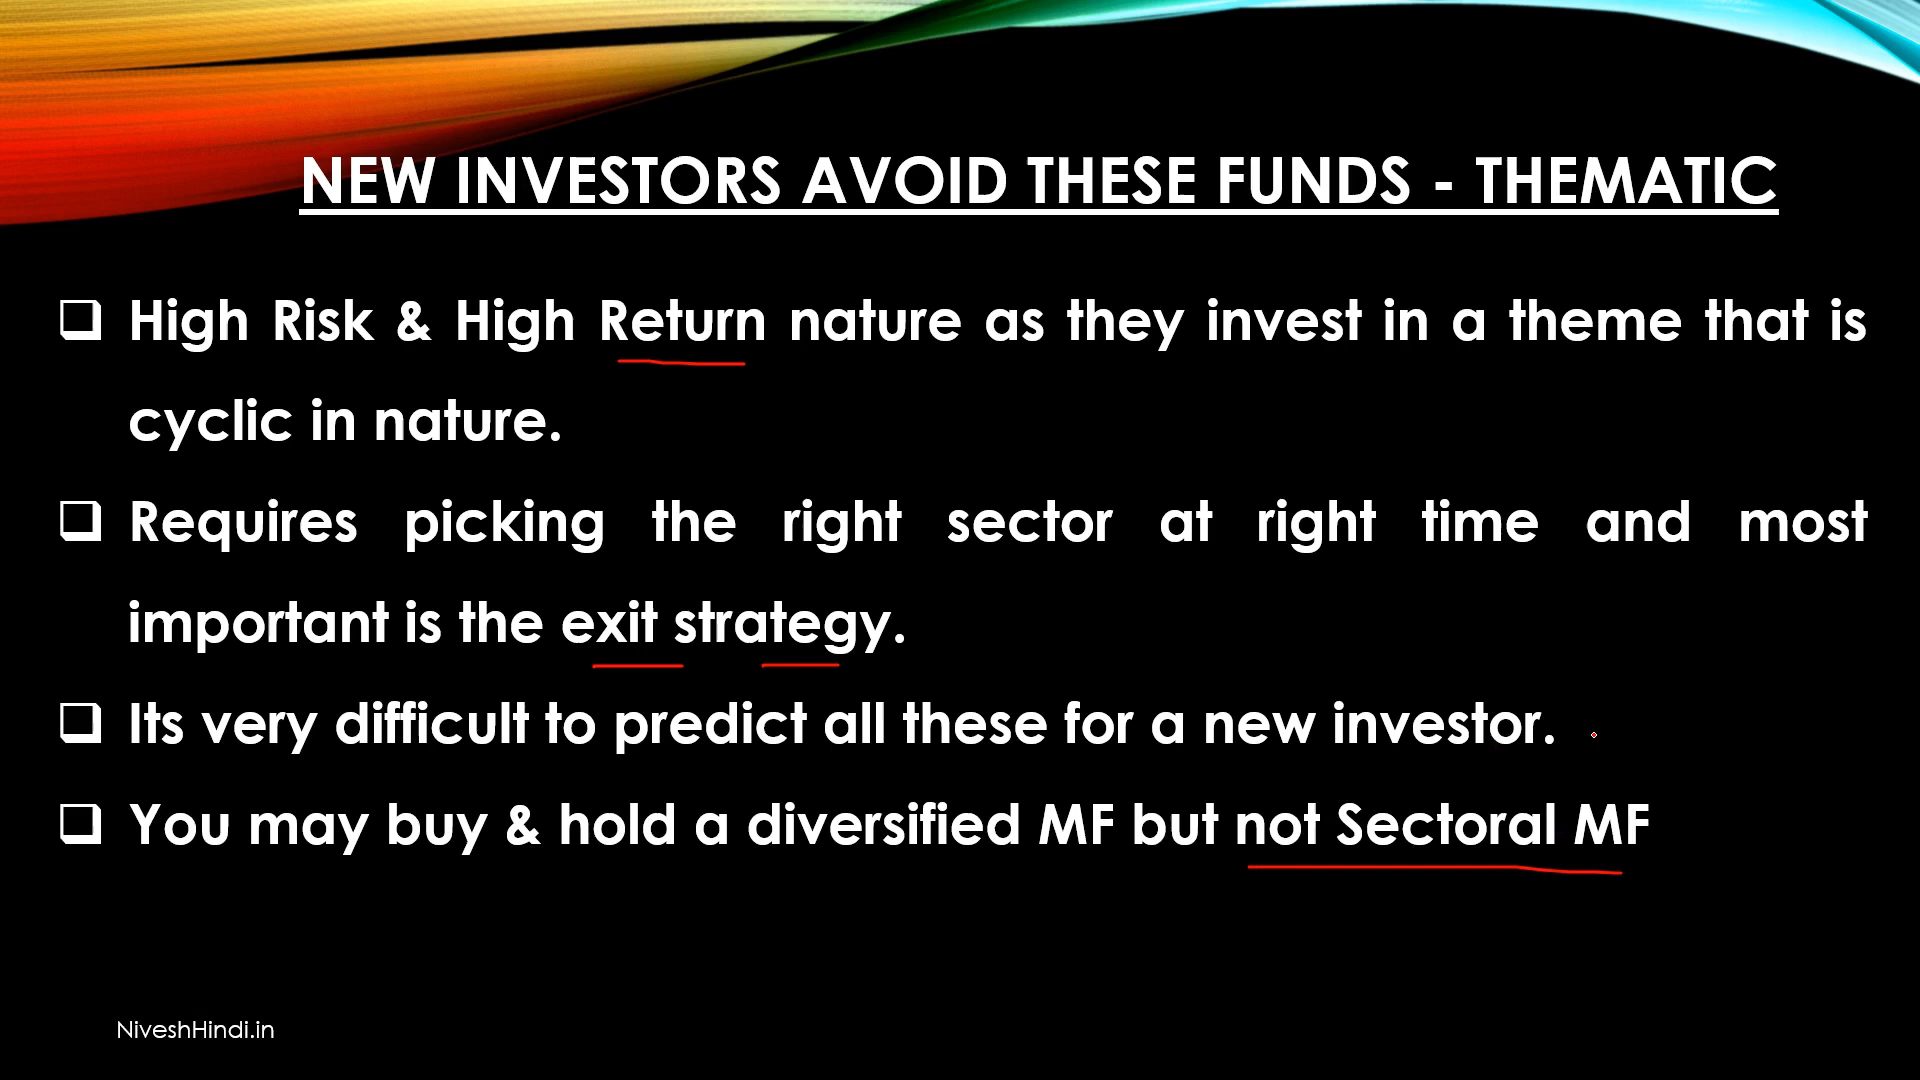 NEW INVESTORS AVOID THESE FUNDS - THEMATIC
❑ High Risk & High Return nature as they invest in a theme that is
cyclic in nature.
❑ Requires picking the right sector at right time and most
important is the exit strategy.
❑ Its very difficult to predict all these for a new investor.
❑ You may buy & hold a diversified MF but not Sectoral MF
NiveshHindi.in